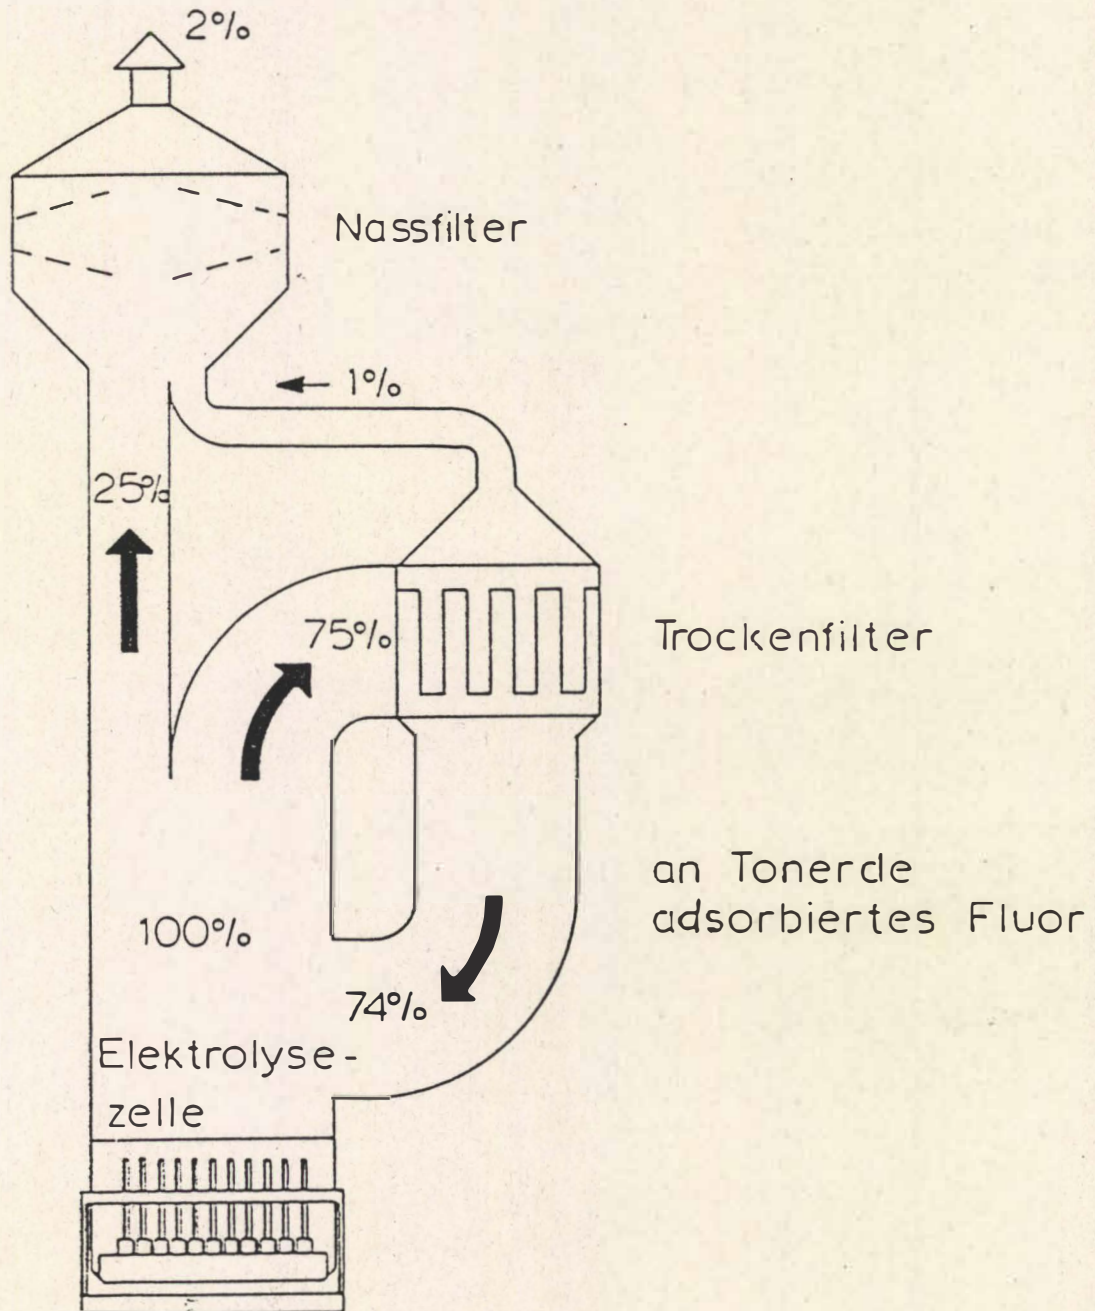 2%
Nassfilter
← 1%
25%
75%
Trockenfilter
an Tonerde
adsorbiertes Fluor
100%
74%
Elektrolyse-
zelle